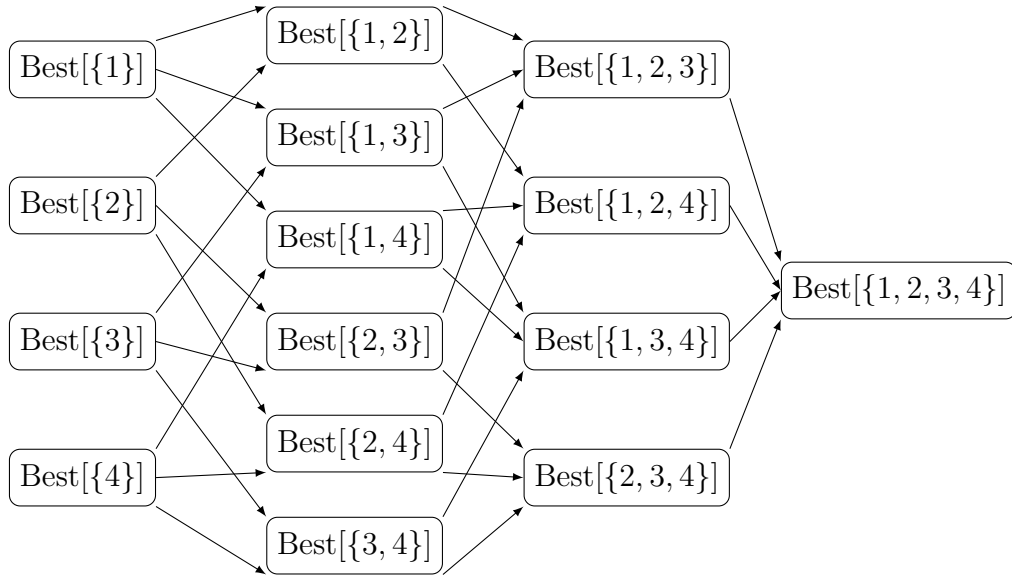 Best[{1}]
Best[{2}]
Best[{3}]
Best[{4}]
Best[{1, 2}]
Best[{1, 3}]
Best[{1, 4}]
Best[{2, 3}]
Best[{2, 4}]
Best[{3, 4}]
Best[{1, 2, 3}]
Best[{1, 2, 4}]
Best[{1, 3, 4}]
Best[{2, 3, 4}]
Best[{1, 2, 3, 4}]